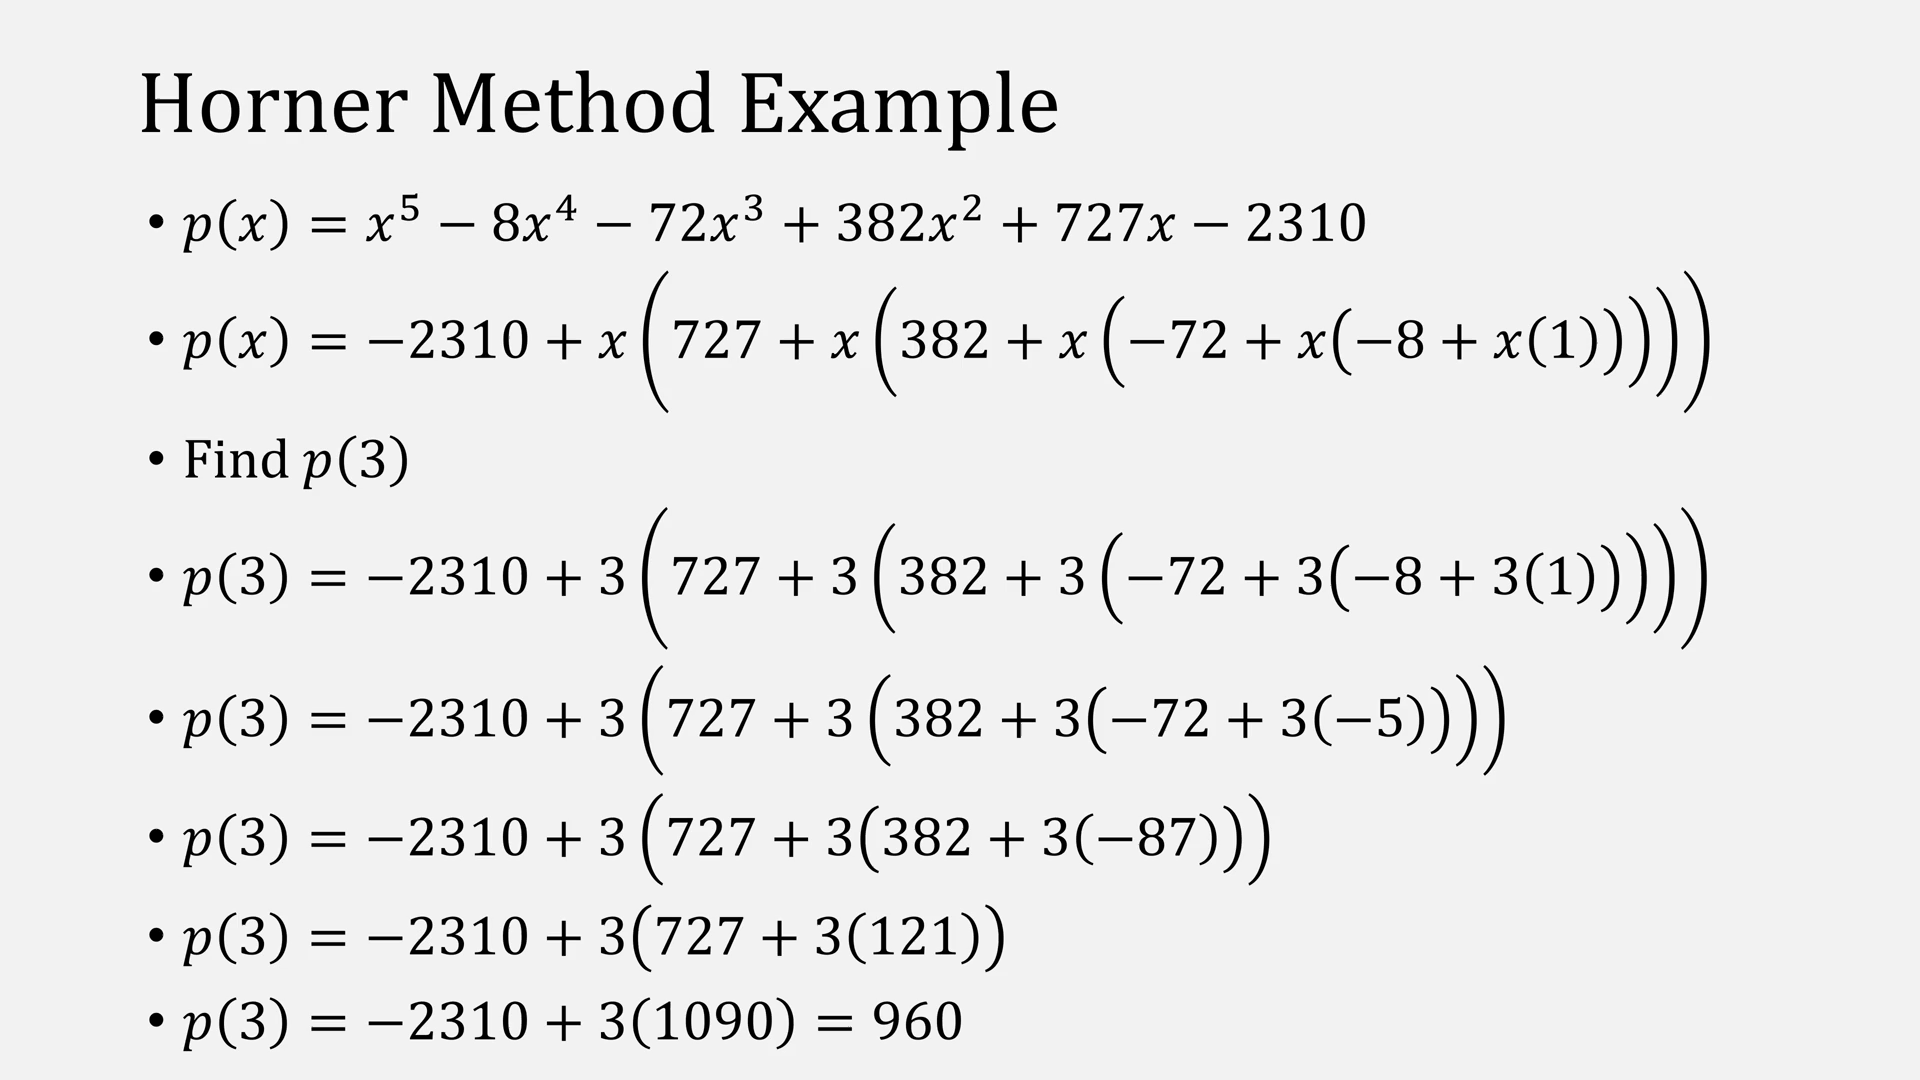 Horner Method Example
• p(x) = x⁵ − 8x⁴ − 72x³ + 382x² + 727x − 2310
• p(x) = −2310 + x(727 + x(382 + x(−72 + x(−8 + x(1)))))
• Find p(3)
• p(3) = −2310 + 3(727 + 3(382 + 3(−72 + 3(−8 + 3(1)))))
• p(3) = −2310 + 3(727 + 3(382 + 3(−72 + 3(−5))))
• p(3) = −2310 + 3(727 + 3(382 + 3(−87)))
• p(3) = −2310 + 3(727 + 3(121))
• p(3) = −2310 + 3(1090) = 960